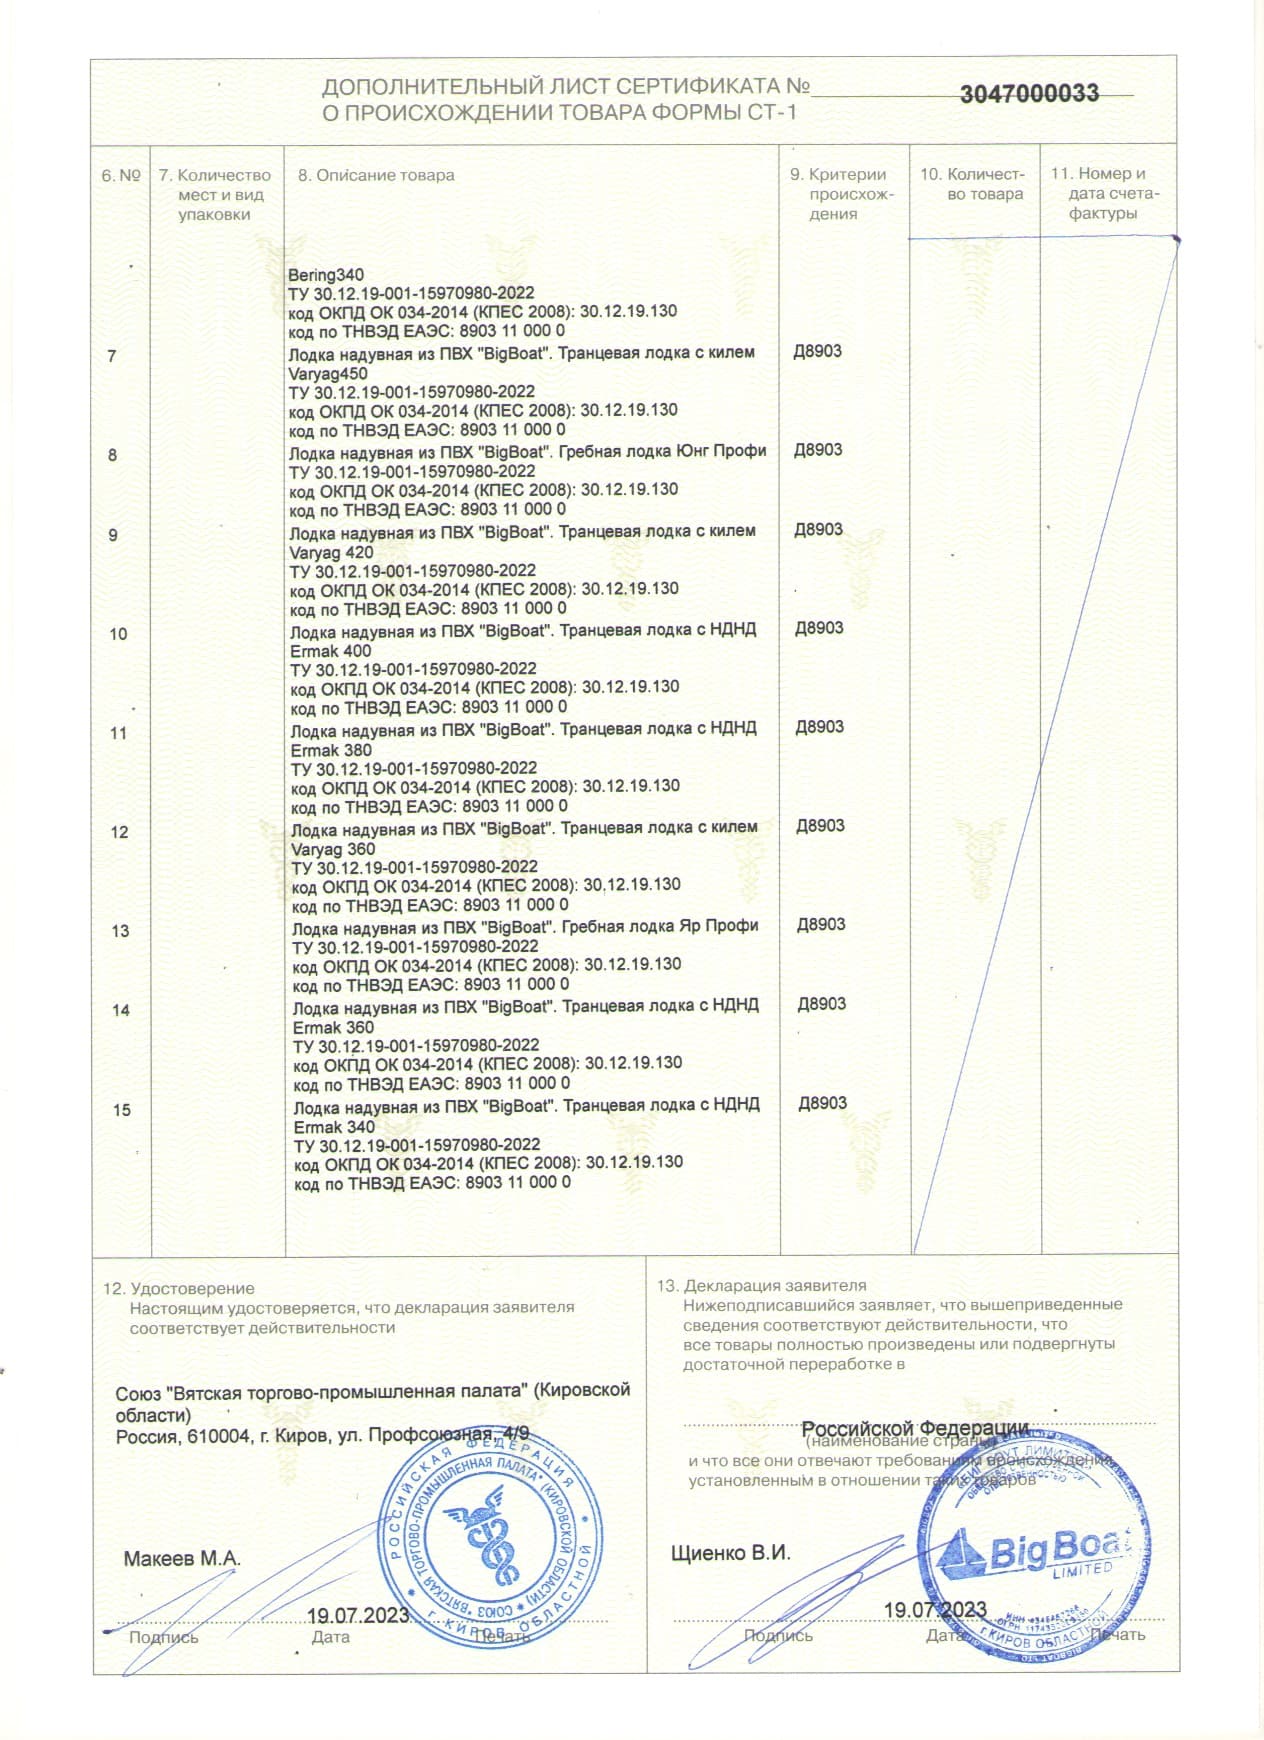 ДОПОЛНИТЕЛЬНЫЙ ЛИСТ СЕРТИФИКАТА № 3047000033
О ПРОИСХОЖДЕНИИ ТОВАРА ФОРМЫ СТ-1
6. №
7. Количество
мест и вид
упаковки
8. Описание товара
9. Критерии
происхож-
дения
10. Количест-
во товара
11. Номер и
дата счета-
фактуры
Bering340
ТУ 30.12.19-001-15970980-2022
код ОКПД ОК 034-2014 (КПЕС 2008): 30.12.19.130
код по ТНВЭД ЕАЭС: 8903 11 000 0
7 Лодка надувная из ПВХ "BigBoat". Транцевая лодка с килем Д8903
Varyag450
ТУ 30.12.19-001-15970980-2022
код ОКПД ОК 034-2014 (КПЕС 2008): 30.12.19.130
код по ТНВЭД ЕАЭС: 8903 11 000 0
8 Лодка надувная из ПВХ "BigBoat". Гребная лодка Юнг Профи Д8903
ТУ 30.12.19-001-15970980-2022
код ОКПД ОК 034-2014 (КПЕС 2008): 30.12.19.130
код по ТНВЭД ЕАЭС: 8903 11 000 0
9 Лодка надувная из ПВХ "BigBoat". Транцевая лодка с килем Д8903
Varyag 420
ТУ 30.12.19-001-15970980-2022
код ОКПД ОК 034-2014 (КПЕС 2008): 30.12.19.130
код по ТНВЭД ЕАЭС: 8903 11 000 0
10 Лодка надувная из ПВХ "BigBoat". Транцевая лодка с НДНД Д8903
Ermak 400
ТУ 30.12.19-001-15970980-2022
код ОКПД ОК 034-2014 (КПЕС 2008): 30.12.19.130
код по ТНВЭД ЕАЭС: 8903 11 000 0
11 Лодка надувная из ПВХ "BigBoat". Транцевая лодка с НДНД Д8903
Ermak 380
ТУ 30.12.19-001-15970980-2022
код ОКПД ОК 034-2014 (КПЕС 2008): 30.12.19.130
код по ТНВЭД ЕАЭС: 8903 11 000 0
12 Лодка надувная из ПВХ "BigBoat". Транцевая лодка с килем Д8903
Varyag 360
ТУ 30.12.19-001-15970980-2022
код ОКПД ОК 034-2014 (КПЕС 2008): 30.12.19.130
код по ТНВЭД ЕАЭС: 8903 11 000 0
13 Лодка надувная из ПВХ "BigBoat". Гребная лодка Яр Профи Д8903
ТУ 30.12.19-001-15970980-2022
код ОКПД ОК 034-2014 (КПЕС 2008): 30.12.19.130
код по ТНВЭД ЕАЭС: 8903 11 000 0
14 Лодка надувная из ПВХ "BigBoat". Транцевая лодка с НДНД Д8903
Ermak 360
ТУ 30.12.19-001-15970980-2022
код ОКПД ОК 034-2014 (КПЕС 2008): 30.12.19.130
код по ТНВЭД ЕАЭС: 8903 11 000 0
15 Лодка надувная из ПВХ "BigBoat". Транцевая лодка с НДНД Д8903
Ermak 340
ТУ 30.12.19-001-15970980-2022
код ОКПД ОК 034-2014 (КПЕС 2008): 30.12.19.130
код по ТНВЭД ЕАЭС: 8903 11 000 0
12. Удостоверение
Настоящим удостоверяется, что декларация заявителя
соответствует действительности
Союз "Вятская торгово-промышленная палата" (Кировской
области)
Россия, 610004, г. Киров, ул. Профсоюзная, 4/9
РОССИЙСКАЯ ФЕДЕРАЦИЯ
г. КИРОВ ОБЛАСТНОЙ
СОЮЗ "ВЯТСКАЯ ТОРГОВО-ПРОМЫШЛЕННАЯ ПАЛАТА" (КИРОВСКОЙ ОБЛАСТИ)
Макеев М.А.
19.07.2023
Подпись Дата Печать
13. Декларация заявителя
Нижеподписавшийся заявляет, что вышеприведенные
сведения соответствуют действительности, что
все товары полностью произведены или подвергнуты
достаточной переработке в
Российской Федерации
(наименование страны)
и что все они отвечают требованиям происхождения,
установленным в отношении таких товаров
BigBoat
LIMITED
г. КИРОВ ОБЛАСТНОЙ
Щиенко В.И.
19.07.2023
Подпись Дата Печать